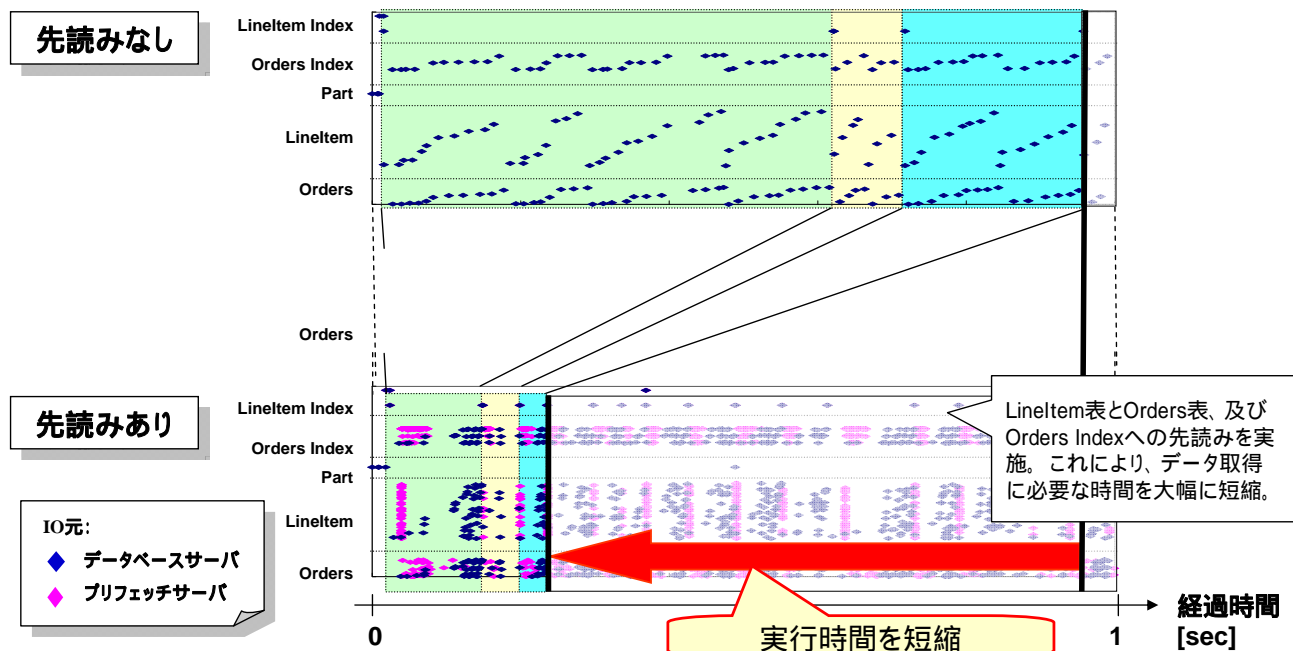 先読みなし
LineItem Index
Orders Index
Part
LineItem
Orders
Orders
先読みあり
LineItem Index
Orders Index
Part
LineItem
Orders
LineItem表とOrders表、及び
Orders Indexへの先読みを実
施。これにより、データ取得
に必要な時間を大幅に短縮。
IO元:
データベースサーバ
プリフェッチサーバ
実行時間を短縮
0
1
経過時間
[sec]